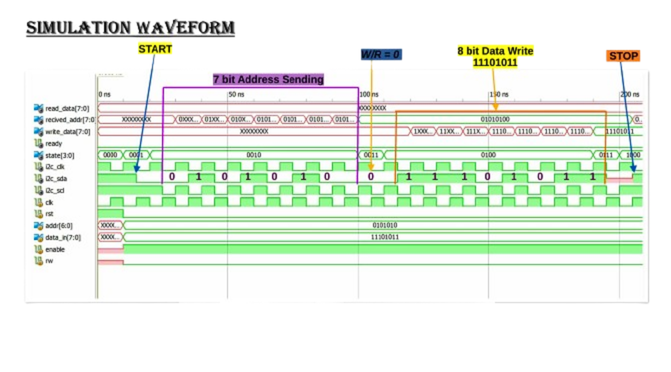 SIMULATION WAVEFORM
START
W/R = 0
8 bit Data Write
11101011
STOP
7 bit Address Sending
0 ns 50 ns 100 ns 150 ns 200 ns
read_data[7:0] XXXXXXXX
recived_addr[7:0 XXXXXXXX 0XXX... 01XX... 010X... 0101... 0101... 0101... 0101... 01010100 0...
write_data[7:0] XXXXXXXX 1XXX... 11XX... 111X... 1110... 1110... 1110... 1110... 11101011
ready
state[3:0] 0000 0001 0010 0011 0100 0111 1000
i2c_clk
i2c_sda 0 1 0 1 0 1 0 0 1 1 1 0 1 0 1 1
i2c_scl
clk
rst
addr[6:0] XXXX... 0101010
data_in[7:0] XXXX... 11101011
enable
rw